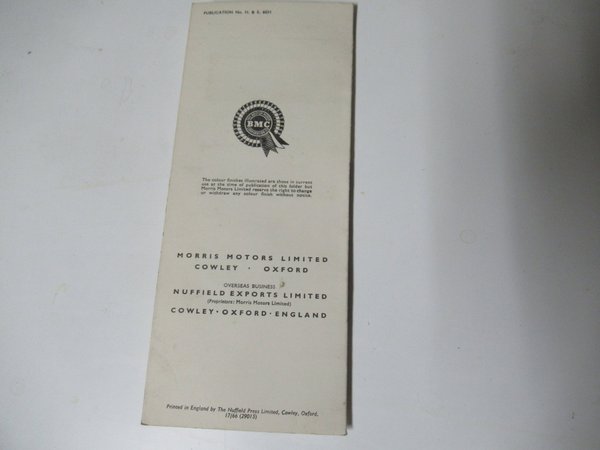 PUBLICATION No. H. & E. 6031
BMC
The colour finishes illustrated are those in current
use at the time of publication of this folder but
Morris Motors Limited reserve the right to change
or withdraw any colour finish without notice.
MORRIS MOTORS LIMITED
COWLEY · OXFORD
OVERSEAS BUSINESS
NUFFIELD EXPORTS LIMITED
(Proprietors: Morris Motors Limited)
COWLEY · OXFORD · ENGLAND
Printed in England by The Nuffield Press Limited, Cowley, Oxford.
17/66 (29015)